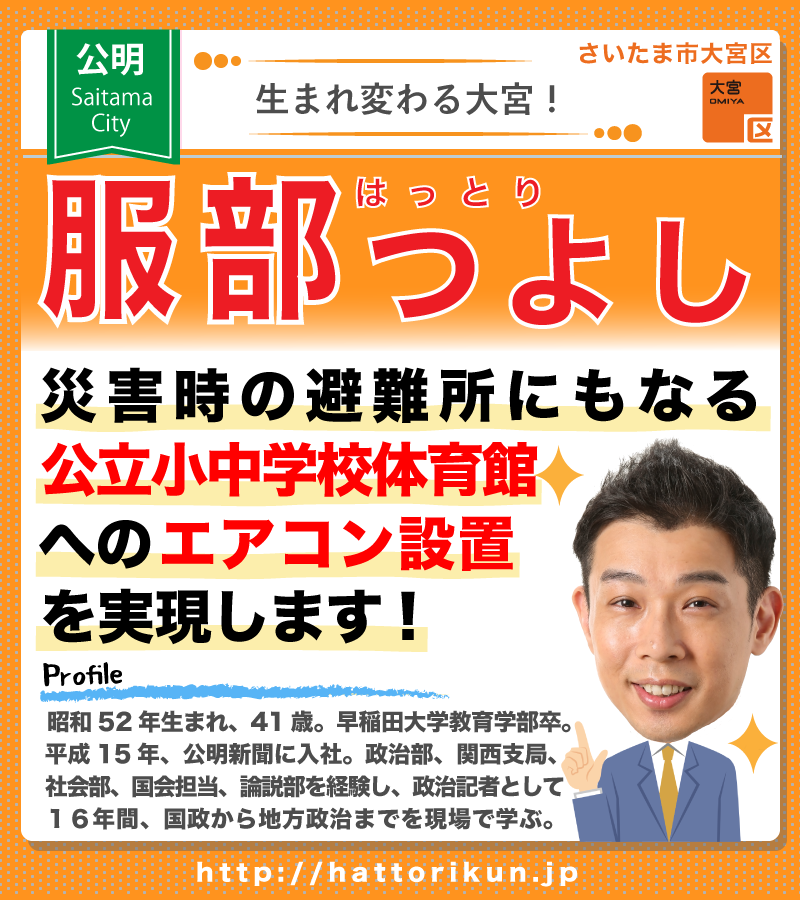 公明
Saitama
City
生まれ変わる大宮！
さいたま市大宮区
大宮
OMIYA
区
はっとり
服部つよし
災害時の避難所にもなる
公立小中学校体育館
へのエアコン設置
を実現します！
Profile
昭和52年生まれ、41歳。早稲田大学教育学部卒。
平成15年、公明新聞に入社。政治部、関西支局、
社会部、国会担当、論説部を経験し、政治記者として
１６年間、国政から地方政治までを現場で学ぶ。
http://hattorikun.jp